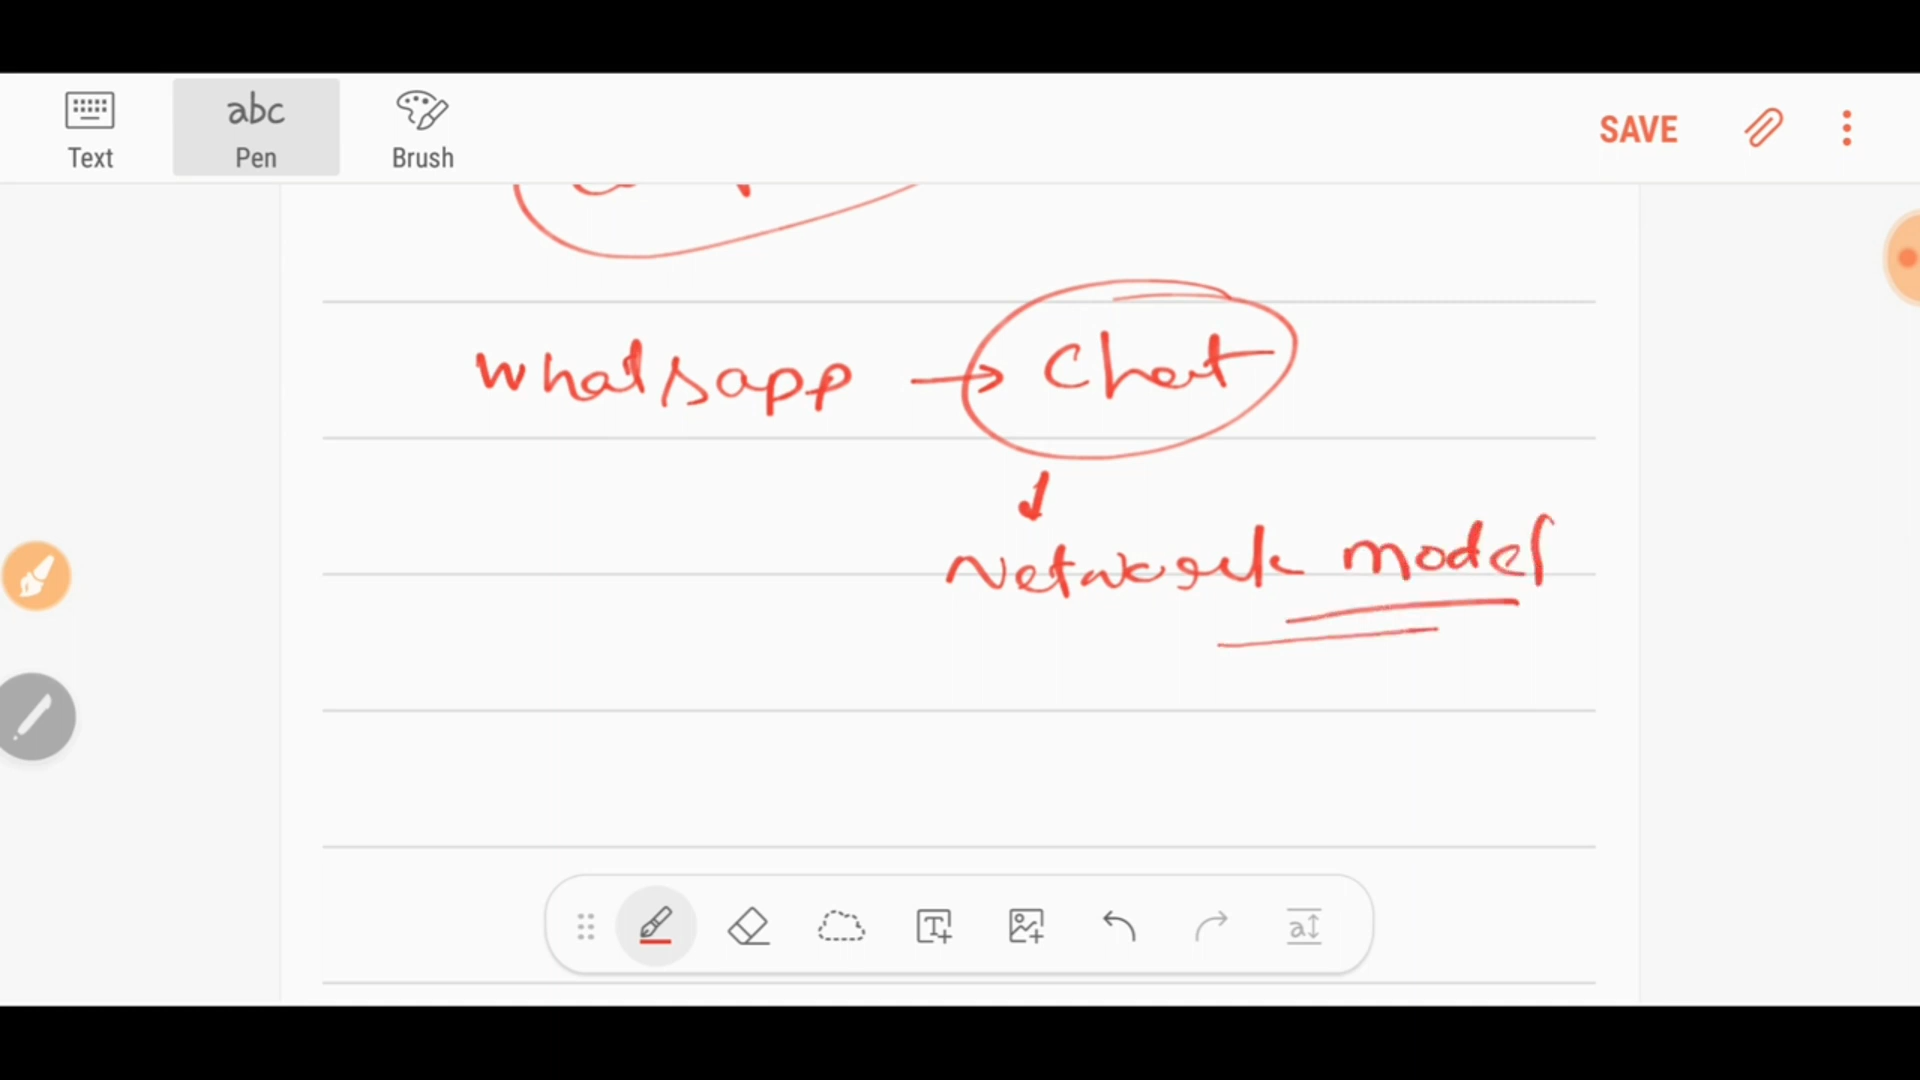 abc
Text Pen Brush SAVE
whatsapp → Chat
↓
Network model
T a